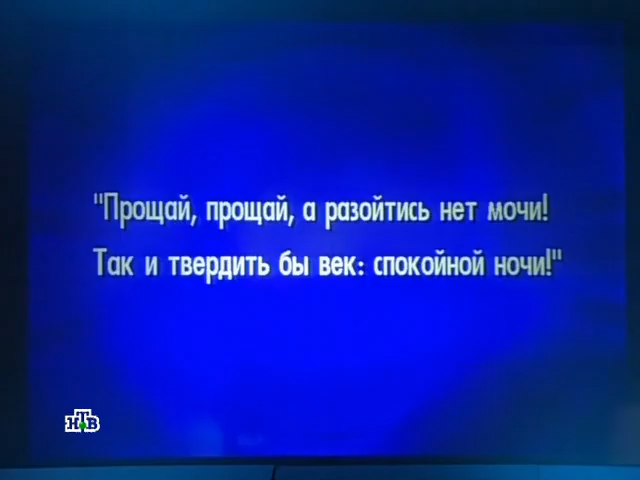 "Прощай, прощай, а разойтись нет мочи!
Так и твердить бы век: спокойной ночи!"
НТВ